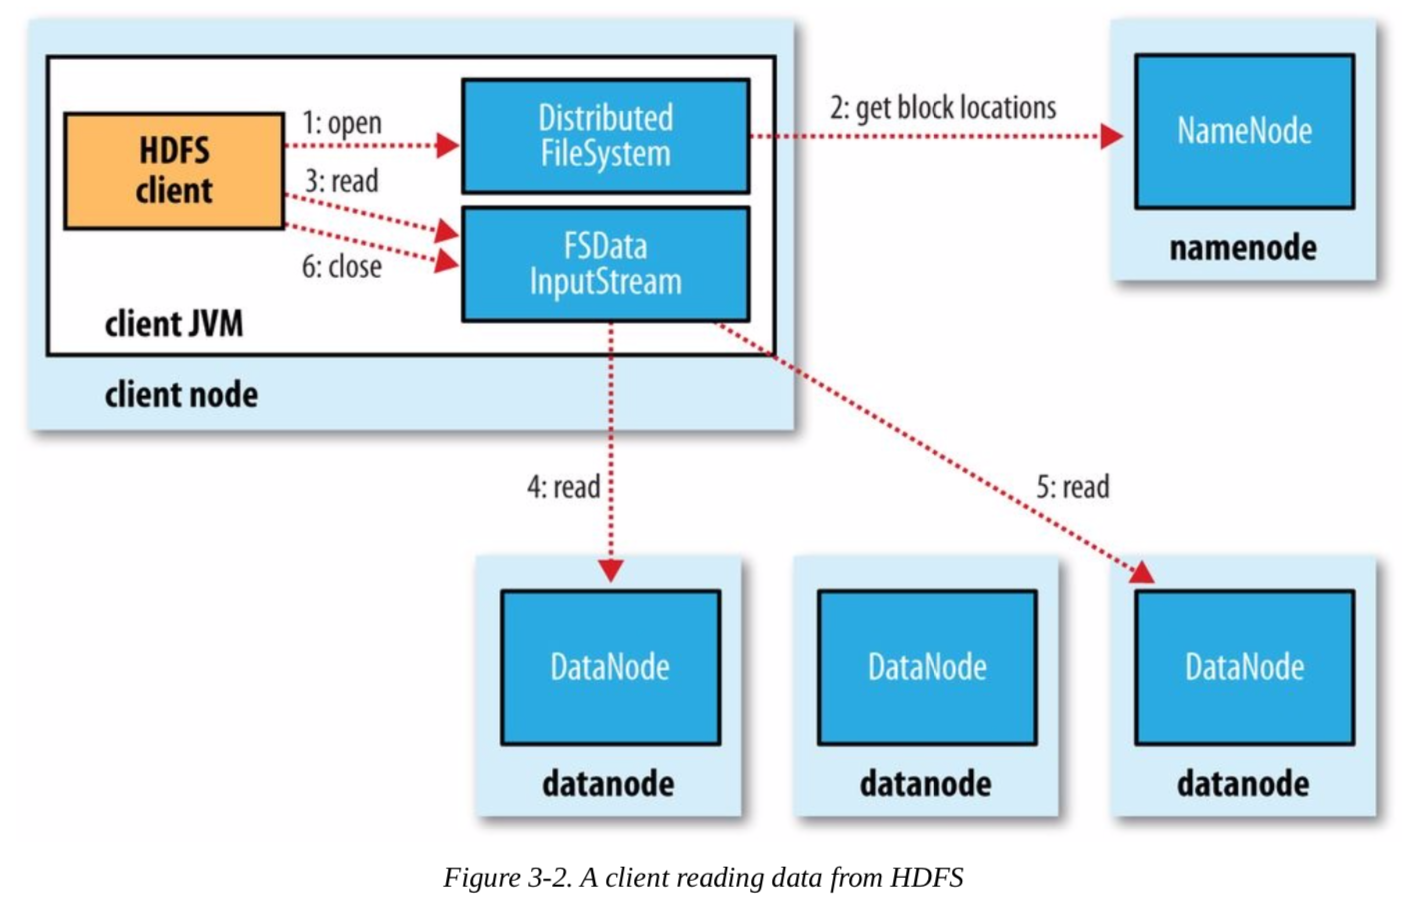 1: open
HDFS
client
3: read
6: close
Distributed
FileSystem
FSData
InputStream
client JVM
client node
2: get block locations
NameNode
namenode
4: read
5: read
DataNode
datanode
DataNode
datanode
DataNode
datanode
Figure 3-2. A client reading data from HDFS